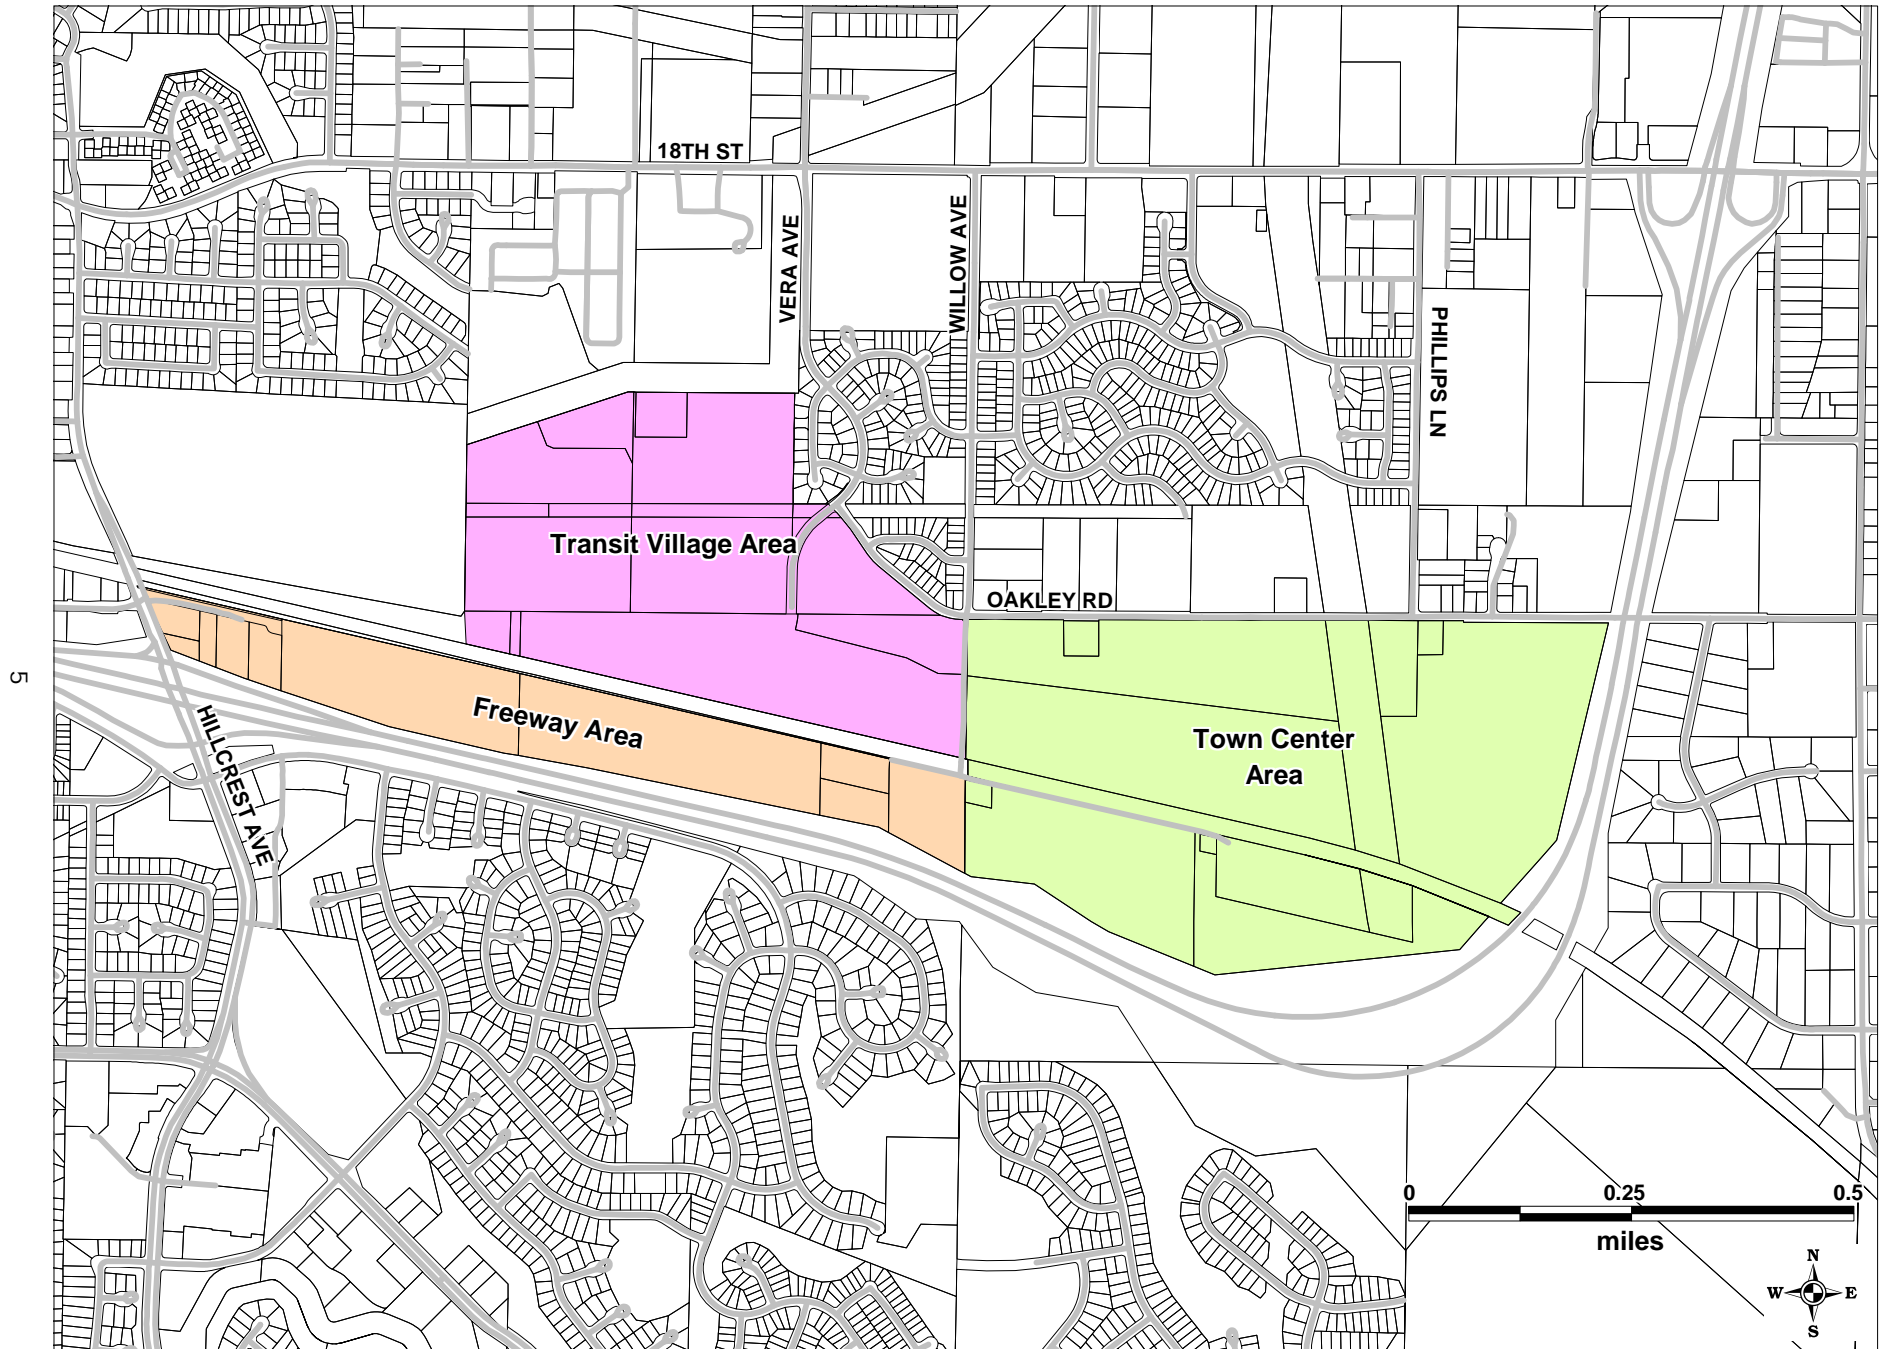 18TH ST
VERA AVE
WILLOW AVE
PHILLIPS LN
Transit Village Area
OAKLEY RD
5
HILLCREST AVE
Freeway Area
Town Center
Area
0 0.25 0.5
miles
N
W E
S